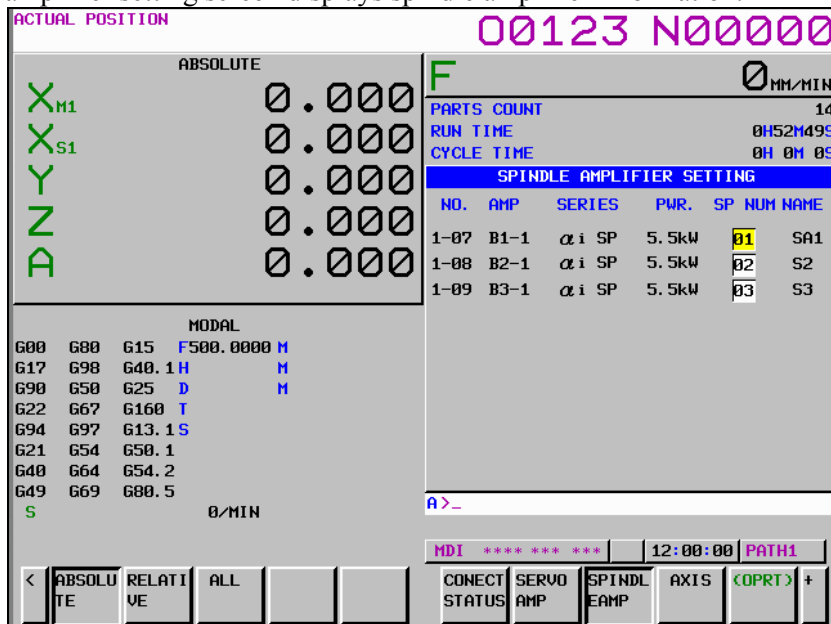 ACTUAL POSITION
O0123 N00000
ABSOLUTE
XM1 0.000
XS1 0.000
Y 0.000
Z 0.000
A 0.000
F 0 MM/MIN
PARTS COUNT 14
RUN TIME 0H52M49S
CYCLE TIME 0H 0M 0S
SPINDLE AMPLIFIER SETTING
NO. AMP SERIES PWR. SP NUM NAME
1-07 B1-1 αi SP 5.5kW 01 SA1
1-08 B2-1 αi SP 5.5kW 02 S2
1-09 B3-1 αi SP 5.5kW 03 S3
MODAL
G00 G80 G15 F500.0000 M
G17 G98 G40.1 H M
G90 G50 G25 D M
G22 G67 G160 T
G94 G97 G13.1 S
G21 G54 G50.1
G40 G64 G54.2
G49 G69 G80.5
S 0/MIN
A>_
MDI **** *** *** 12:00:00 PATH1
< ABSOLUTE RELATIVE ALL
CONECT STATUS SERVO AMP SPINDLEAMP AXIS (OPRT) +